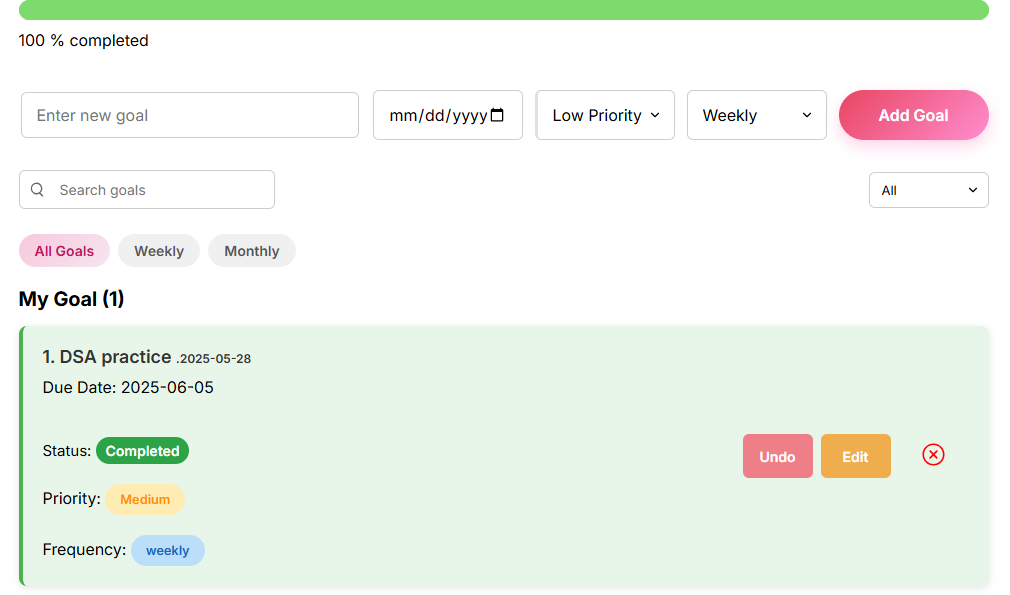 100 % completed
Enter new goal mm/dd/yyyy Low Priority Weekly Add Goal
Search goals All
All Goals Weekly Monthly
My Goal (1)
1. DSA practice .2025-05-28
Due Date: 2025-06-05
Status: Completed
Undo Edit
Priority: Medium
Frequency: weekly